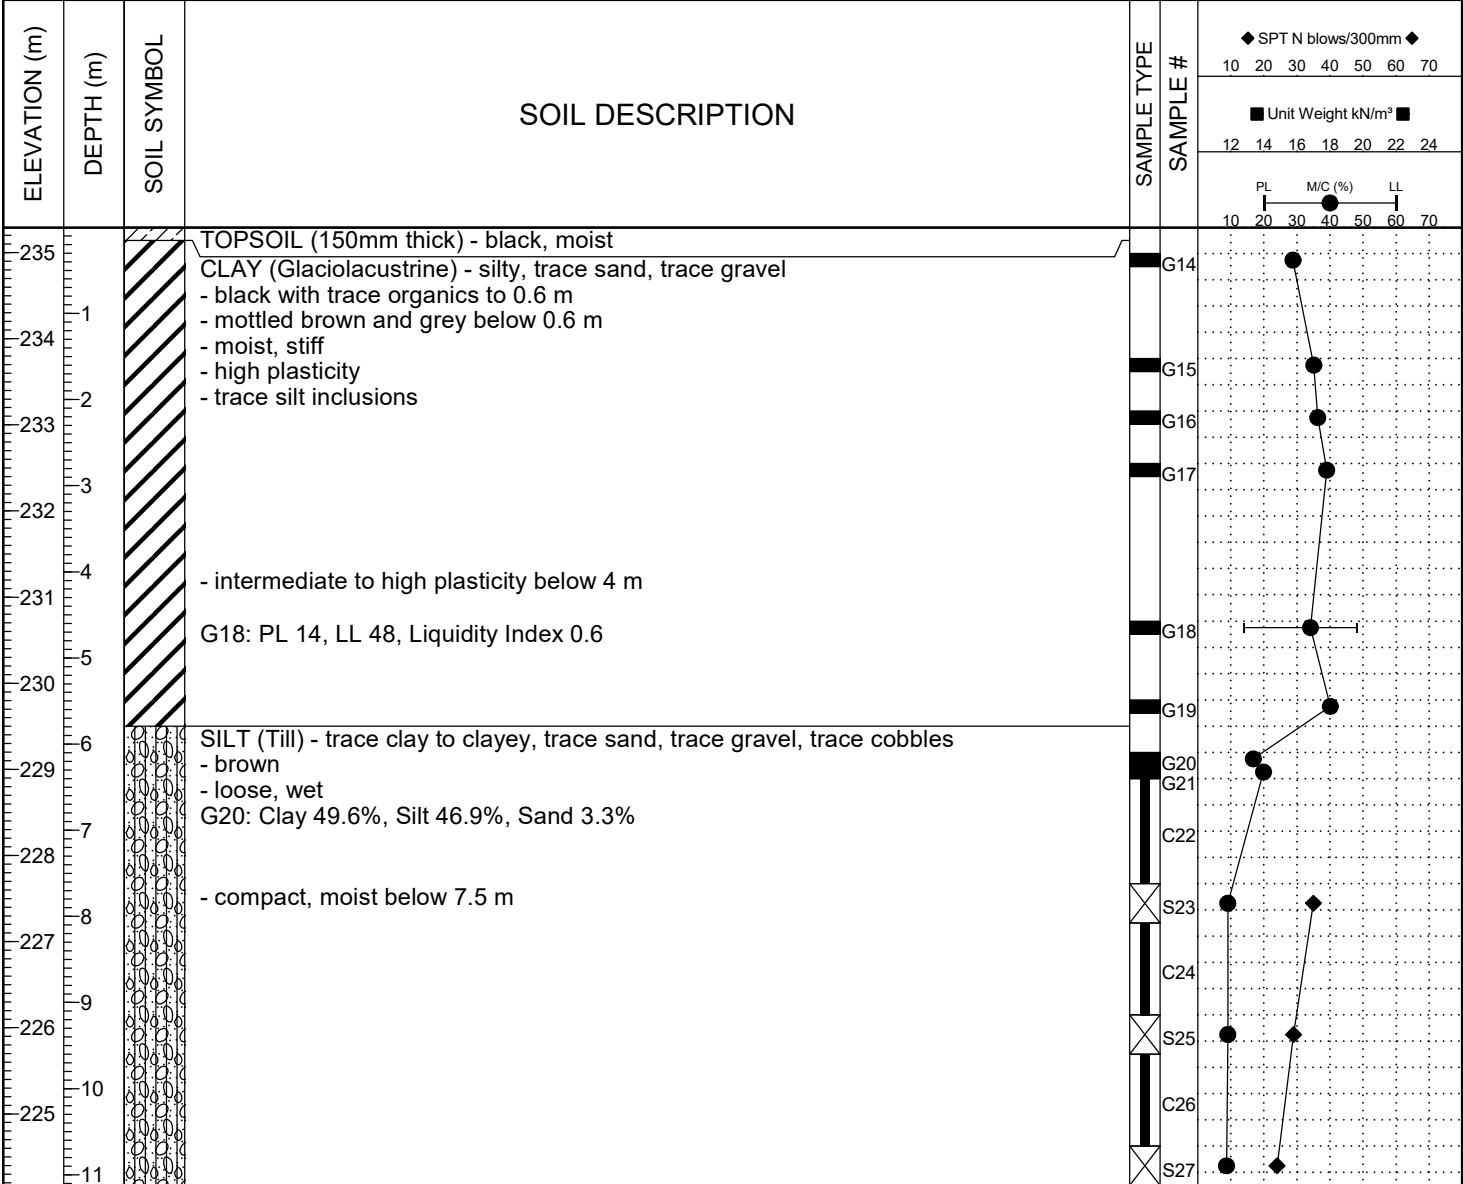 ELEVATION (m)
DEPTH (m)
SOIL SYMBOL
SOIL DESCRIPTION
SAMPLE TYPE
SAMPLE #
SPT N blows/300mm
10 20 30 40 50 60 70
Unit Weight kN/m³
12 14 16 18 20 22 24
PL M/C (%) LL
10 20 30 40 50 60 70
TOPSOIL (150mm thick) - black, moist
235
G14
CLAY (Glaciolacustrine) - silty, trace sand, trace gravel
- black with trace organics to 0.6 m
1
- mottled brown and grey below 0.6 m
234
- moist, stiff
G15
- high plasticity
2
- trace silt inclusions
233
G16
G17
3
232
4
- intermediate to high plasticity below 4 m
231
G18
G18: PL 14, LL 48, Liquidity Index 0.6
5
230
G19
6
SILT (Till) - trace clay to clayey, trace sand, trace gravel, trace cobbles
229
- brown
G20
G21
- loose, wet
G20: Clay 49.6%, Silt 46.9%, Sand 3.3%
7
C22
228
- compact, moist below 7.5 m
S23
8
227
C24
9
226
S25
10
C26
225
S27
11